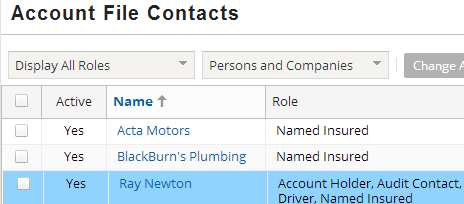 Account File Contacts
Display All Roles Persons and Companies Change A
Active Name ↑ Role
Yes Acta Motors Named Insured
Yes BlackBurn's Plumbing Named Insured
Yes Ray Newton Account Holder, Audit Contact,
Driver, Named Insured